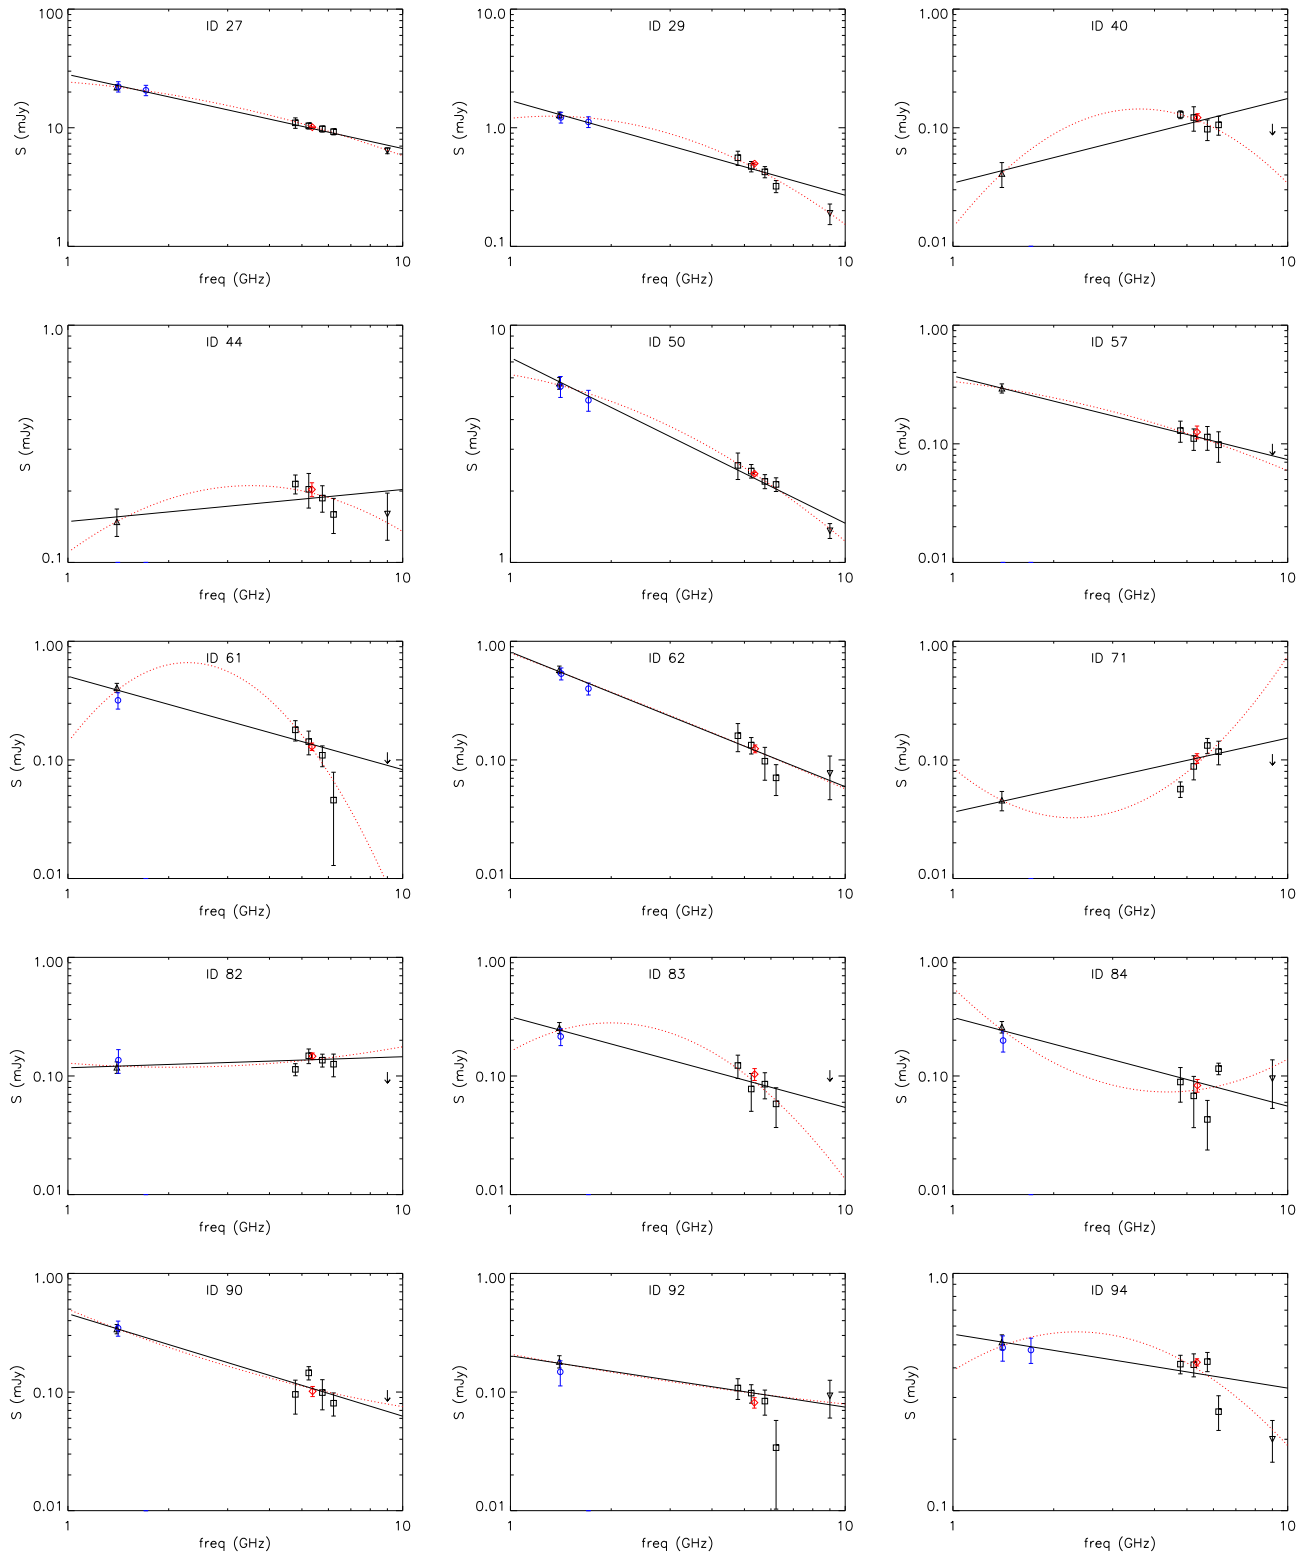 ID 27
100
10
1
S (mJy)
1
10
freq (GHz)
ID 29
10.0
1.0
0.1
S (mJy)
1
10
freq (GHz)
ID 40
1.00
0.10
0.01
S (mJy)
1
10
freq (GHz)
ID 44
1.0
0.1
S (mJy)
1
10
freq (GHz)
ID 50
10
1
S (mJy)
1
10
freq (GHz)
ID 57
1.00
0.10
0.01
S (mJy)
1
10
freq (GHz)
ID 61
1.00
0.10
0.01
S (mJy)
1
10
freq (GHz)
ID 62
1.00
0.10
0.01
S (mJy)
1
10
freq (GHz)
ID 71
1.00
0.10
0.01
S (mJy)
1
10
freq (GHz)
ID 82
1.00
0.10
0.01
S (mJy)
1
10
freq (GHz)
ID 83
1.00
0.10
0.01
S (mJy)
1
10
freq (GHz)
ID 84
1.00
0.10
0.01
S (mJy)
1
10
freq (GHz)
ID 90
1.00
0.10
0.01
S (mJy)
1
10
freq (GHz)
ID 92
1.00
0.10
0.01
S (mJy)
1
10
freq (GHz)
ID 94
1.0
0.1
S (mJy)
1
10
freq (GHz)